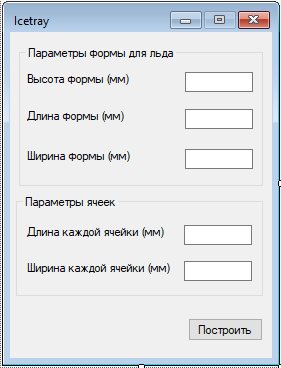 Icetray
Параметры формы для льда
Высота формы (мм)
Длина формы (мм)
Ширина формы (мм)
Параметры ячеек
Длина каждой ячейки (мм)
Ширина каждой ячейки (мм)
Построить